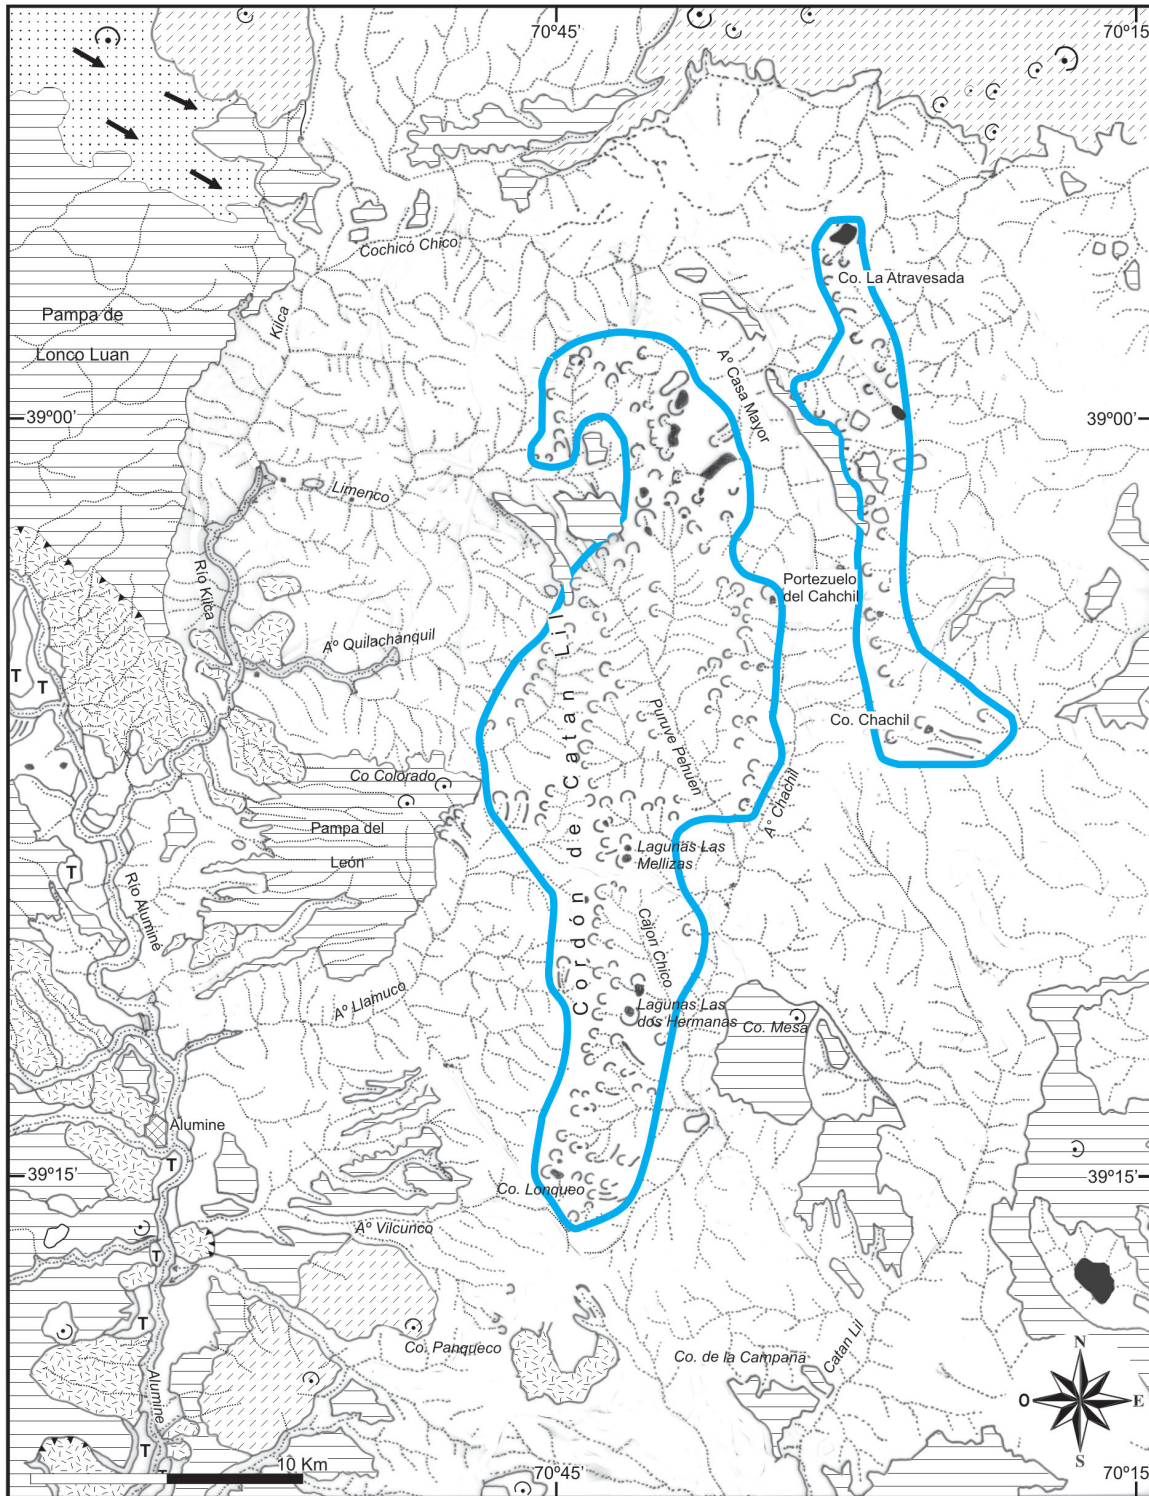 70º45’
70º15’
Cochicó Chico
Co. La Atravesada
Pampa de
Lonco Luan
Kilca
Aº Casa Mayor
39º00’
39º00’
Limenco
Río Kilca
Portezuelo
del Cahchil
Aº Quilachanquil
T
T
Cordón de Catan Lil
Puruve Pehuen
Co. Chachil
Co Colorado
Aº Chachil
Pampa del
León
Lagunas Las
Mellizas
T
Río Alumine
Cajon Chico
Aº Llamuco
Lagunas Las
dos Hermanas
Co. Mesa
Alumine
T
39º15’
39º15’
Co. Lonqueo
Aº Vilcunco
T
T
Co. Panqueco
Co. de la Campana
Catan Lil
Alumine
N
O
E
S
T
T
10 Km
70º45’
70º15’